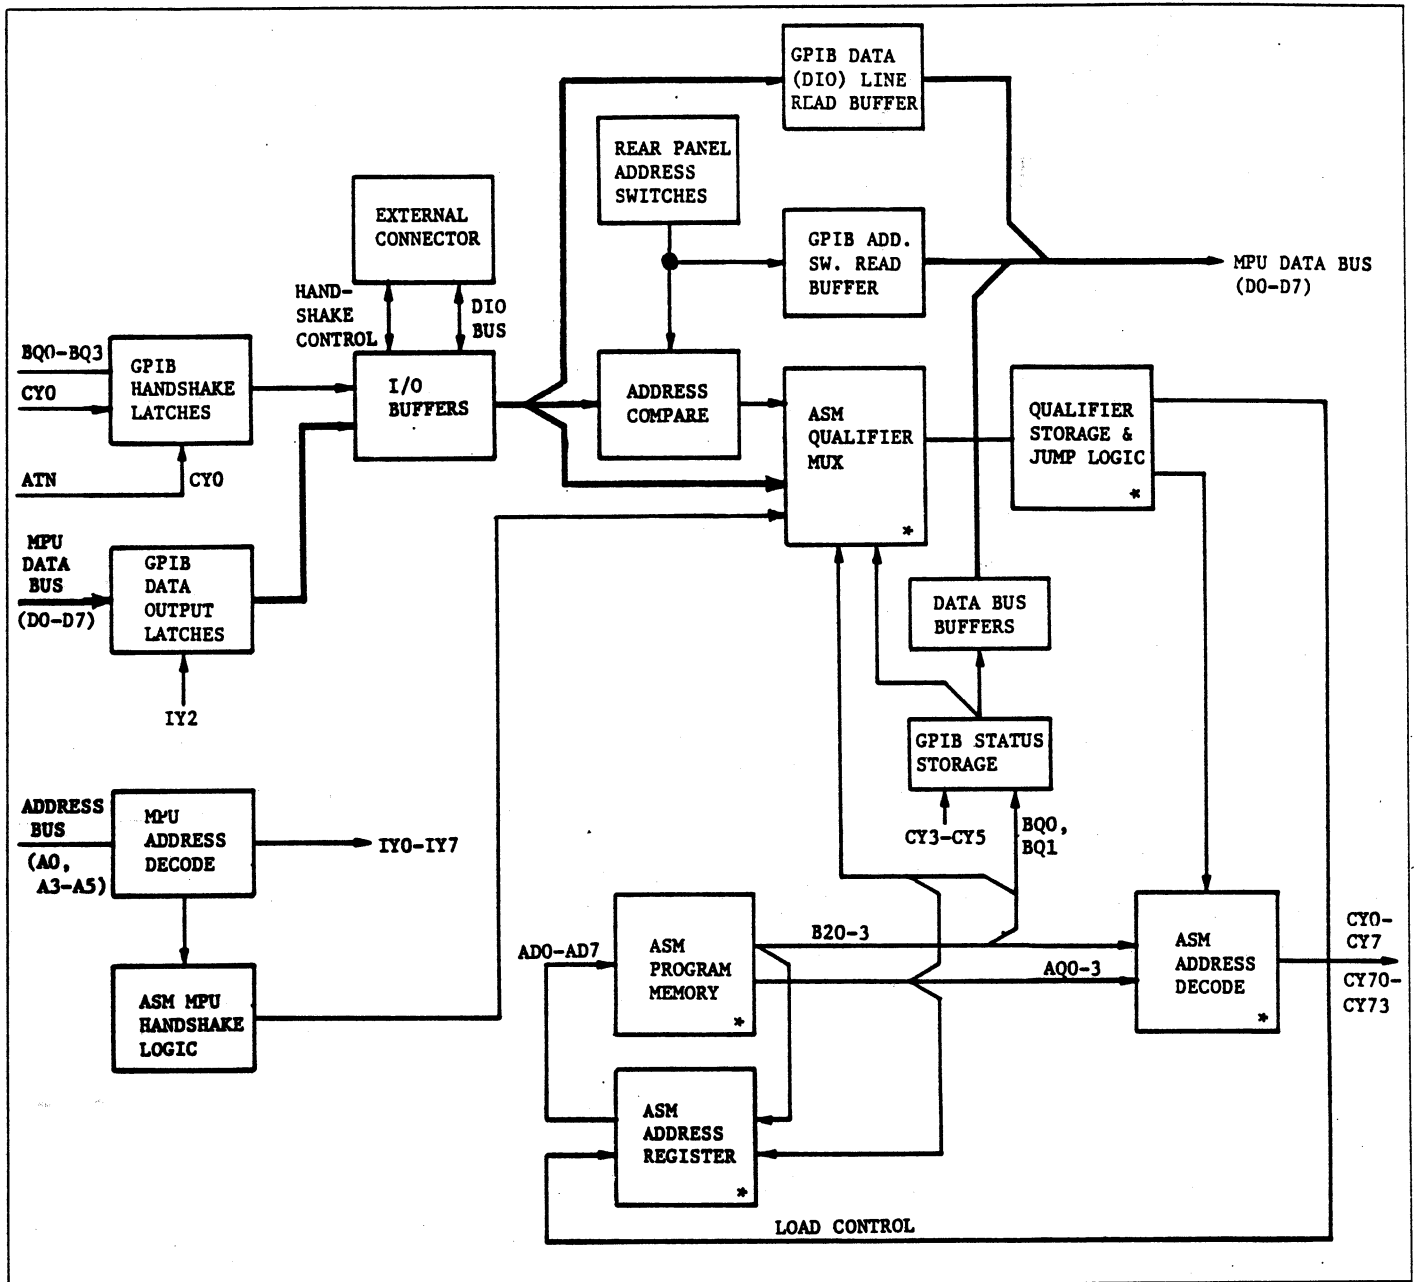 GPIB DATA
(DIO) LINE
READ BUFFER
REAR PANEL
ADDRESS
SWITCHES
EXTERNAL
CONNECTOR
GPIB ADD.
SW. READ
BUFFER
MPU DATA BUS
(D0-D7)
HAND-
SHAKE
CONTROL
DIO
BUS
BQ0-BQ3
CY0
GPIB
HANDSHAKE
LATCHES
I/O
BUFFERS
ADDRESS
COMPARE
ASM
QUALIFIER
MUX
*
QUALIFIER
STORAGE &
JUMP LOGIC
*
ATN
CY0
MPU
DATA
BUS
(D0-D7)
GPIB
DATA
OUTPUT
LATCHES
IY2
DATA BUS
BUFFERS
GPIB STATUS
STORAGE
CY3-CY5
BQ0,
BQ1
ADDRESS
BUS
(A0,
A3-A5)
MPU
ADDRESS
DECODE
IY0-IY7
ASM MPU
HANDSHAKE
LOGIC
AD0-AD7
ASM
PROGRAM
MEMORY
*
B20-3
AQ0-3
ASM
ADDRESS
DECODE
*
CY0-
CY7
CY70-
CY73
ASM
ADDRESS
REGISTER
*
LOAD CONTROL